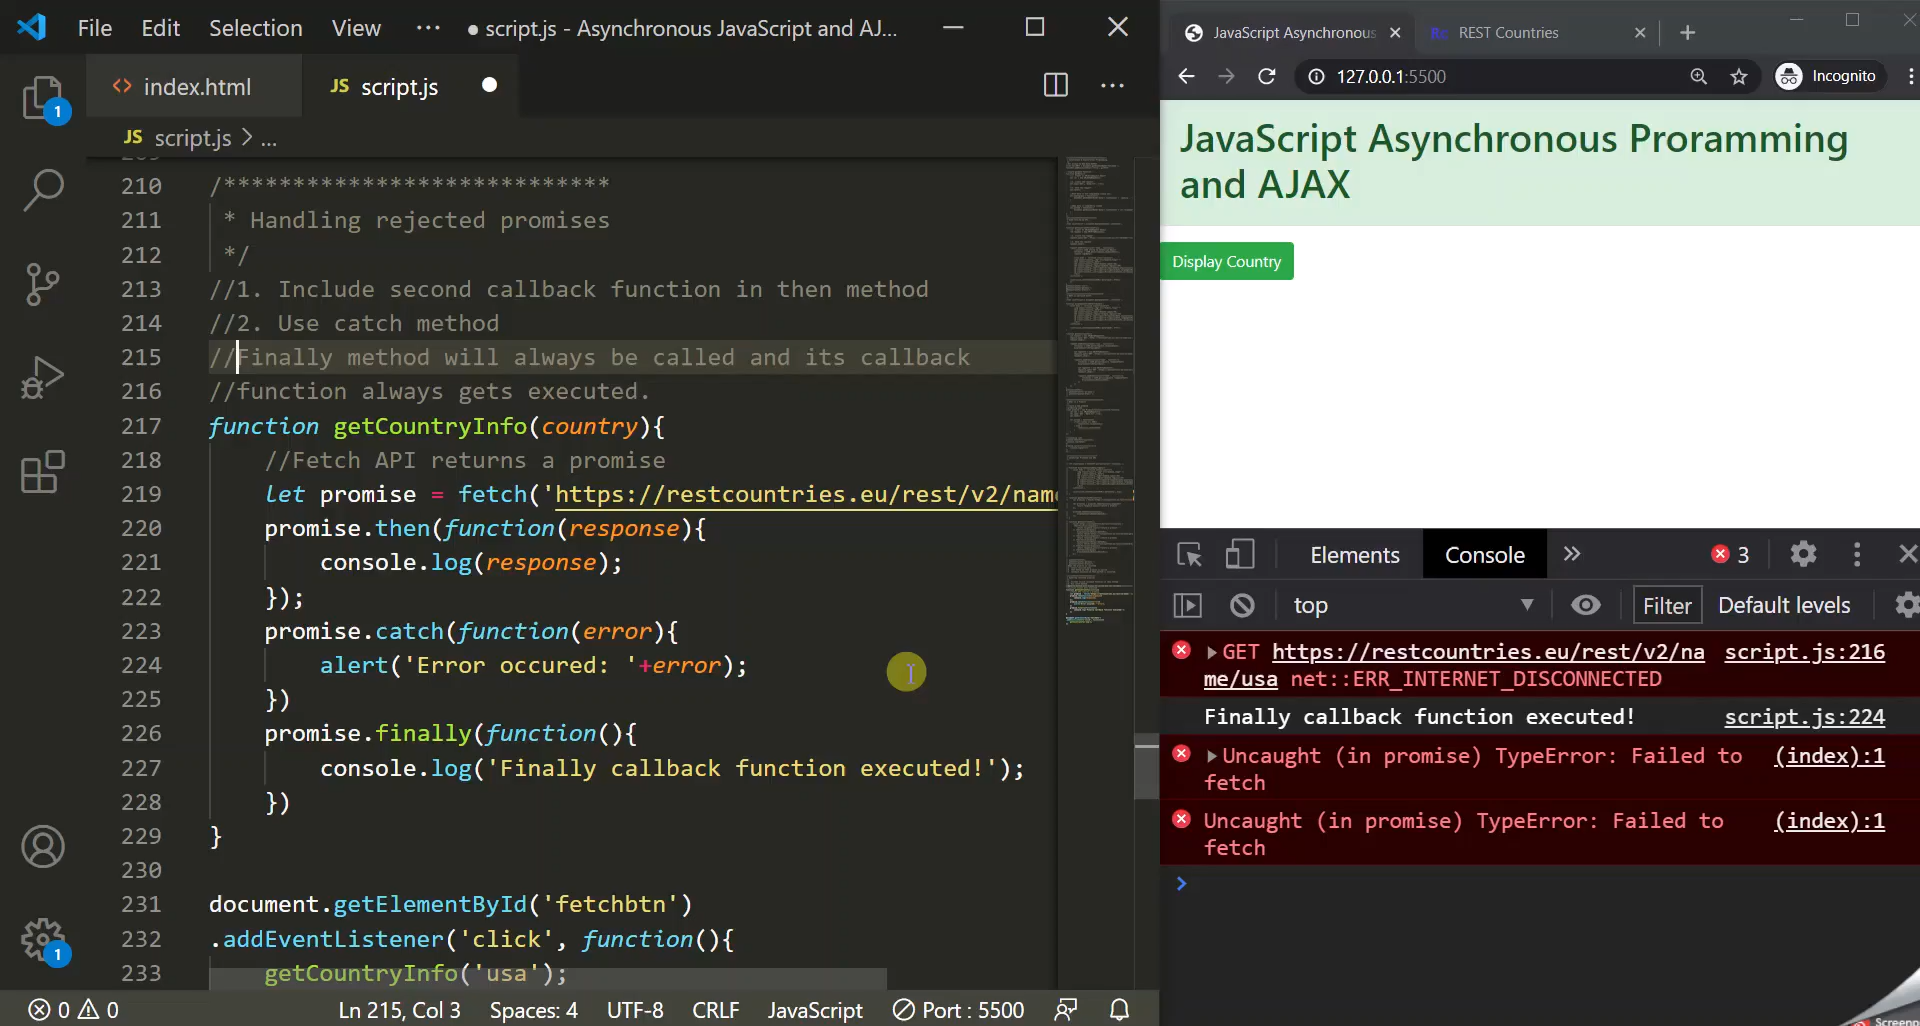 File Edit Selection View ··· ● script.js - Asynchronous JavaScript and AJ...
index.html
JS script.js
JS script.js > ...
210 /****************************
211 * Handling rejected promises
212 */
213 //1. Include second callback function in then method
214 //2. Use catch method
215 //Finally method will always be called and its callback
216 //function always gets executed.
217 function getCountryInfo(country){
218 //Fetch API returns a promise
219 let promise = fetch('https://restcountries.eu/rest/v2/name
220 promise.then(function(response){
221 console.log(response);
222 });
223 promise.catch(function(error){
224 alert('Error occured: '+error);
225 })
226 promise.finally(function(){
227 console.log('Finally callback function executed!');
228 })
229 }
230
231 document.getElementById('fetchbtn')
232 .addEventListener('click', function(){
233 getCountryInfo('usa');
1
1
0 0 Ln 215, Col 3 Spaces: 4 UTF-8 CRLF JavaScript Port : 5500
JavaScript Asynchronous
REST Countries
127.0.0.1:5500
Incognito
JavaScript Asynchronous Proramming
and AJAX
Display Country
Elements Console 3
top Filter Default levels
GET https://restcountries.eu/rest/v2/na script.js:216
me/usa net::ERR_INTERNET_DISCONNECTED
Finally callback function executed! script.js:224
Uncaught (in promise) TypeError: Failed to (index):1
fetch
Uncaught (in promise) TypeError: Failed to (index):1
fetch